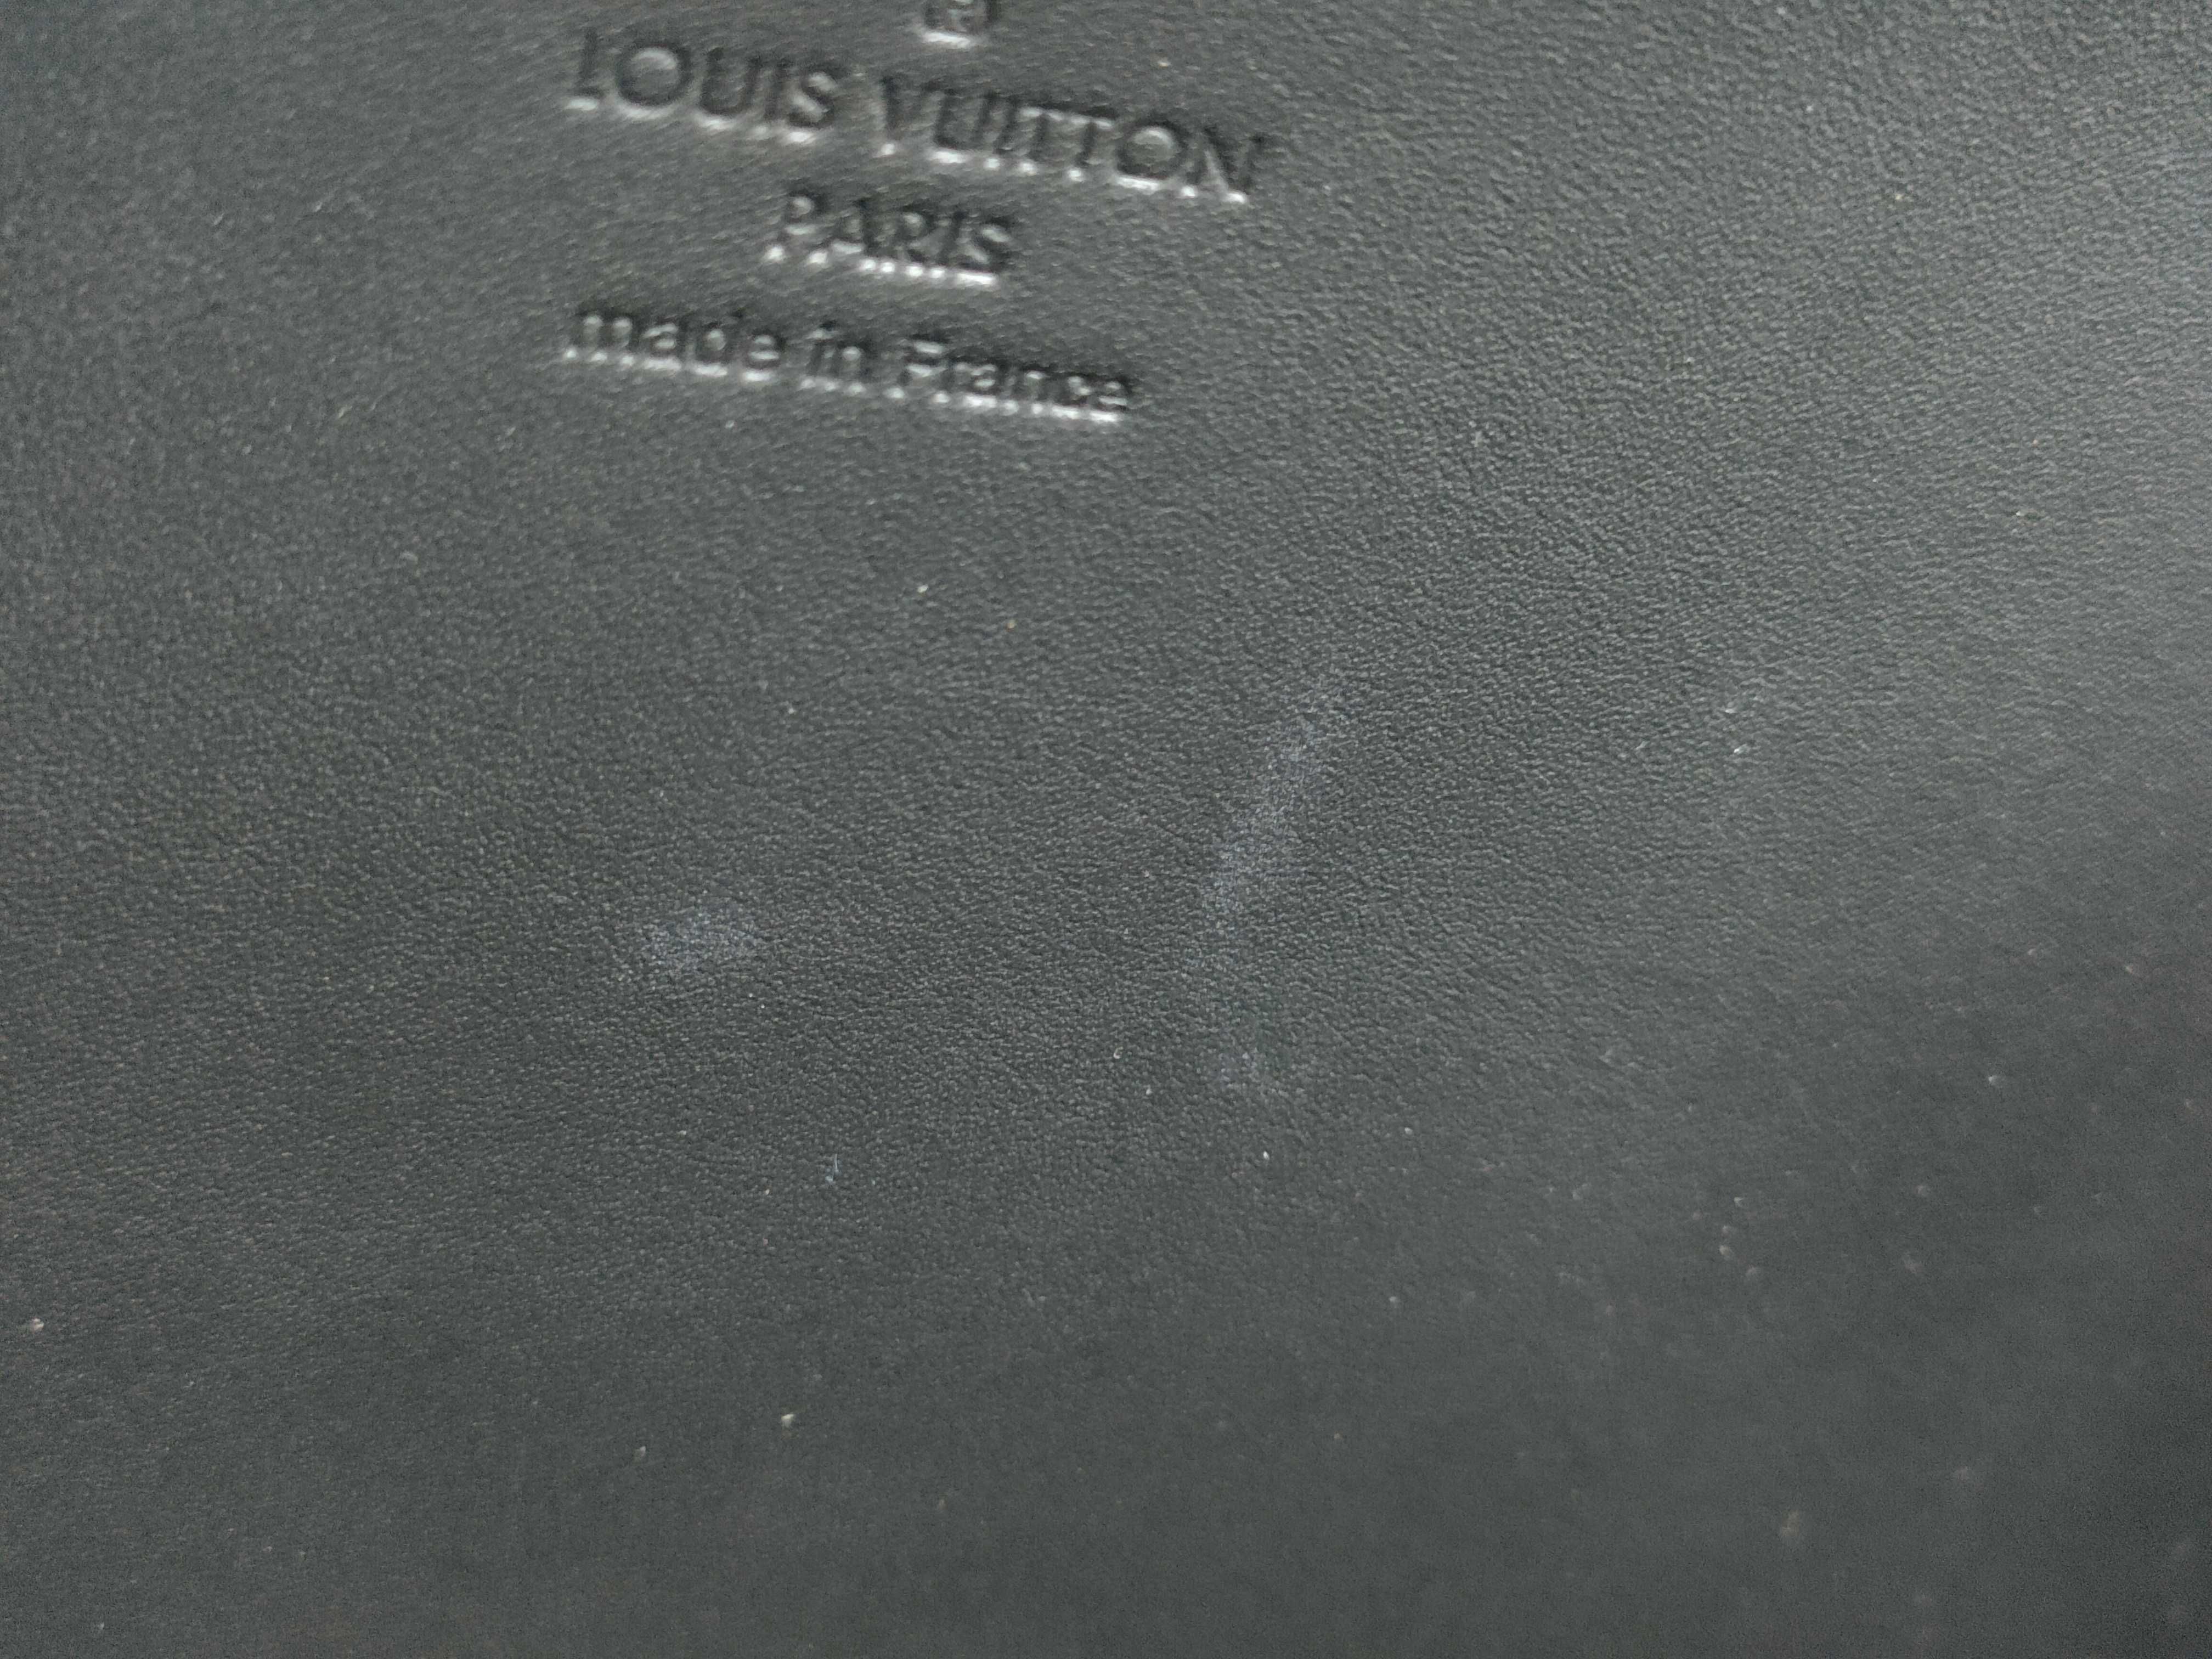 ®
LOUIS VUITTON
PARIS
made in France